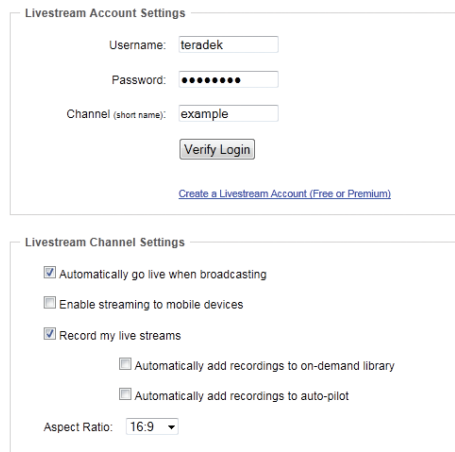 Livestream Account Settings
Username: teradek
Password: ●●●●●●●●
Channel (short name): example
Verify Login
Create a Livestream Account (Free or Premium)
Livestream Channel Settings
Automatically go live when broadcasting
Enable streaming to mobile devices
Record my live streams
Automatically add recordings to on-demand library
Automatically add recordings to auto-pilot
Aspect Ratio: 16:9